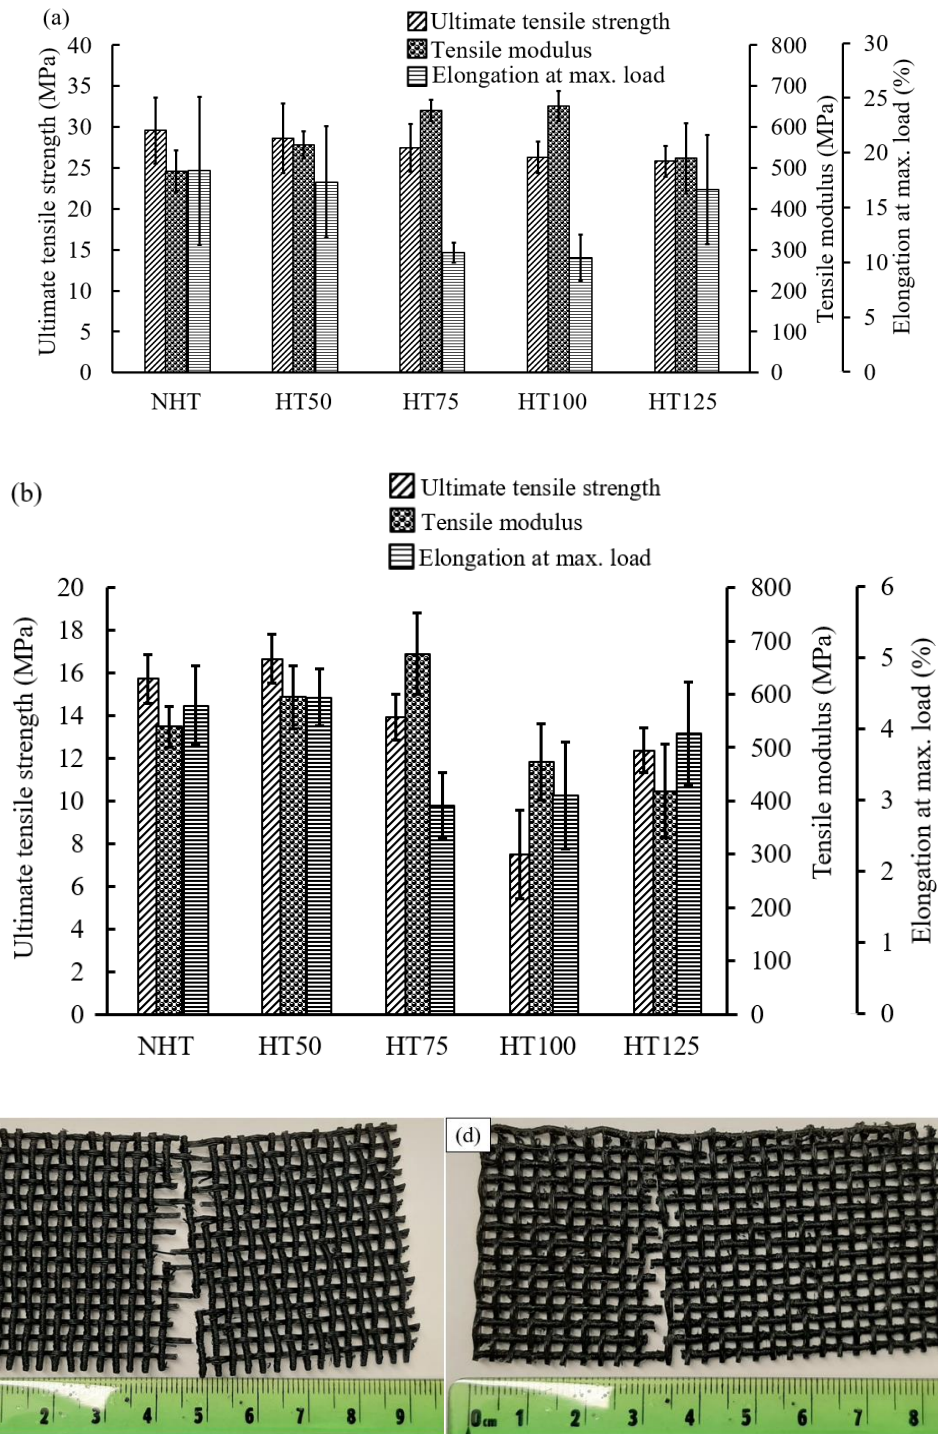 (a)
Ultimate tensile strength
Tensile modulus
Elongation at max. load
Ultimate tensile strength (MPa)
40
35
30
25
20
15
10
5
0
NHT
HT50
HT75
HT100
HT125
800
700
600
500
400
300
200
100
0
Tensile modulus (MPa)
30
25
20
15
10
5
0
Elongation at max. load (%)
(b)
Ultimate tensile strength
Tensile modulus
Elongation at max. load
Ultimate tensile strength (MPa)
20
18
16
14
12
10
8
6
4
2
0
NHT
HT50
HT75
HT100
HT125
800
700
600
500
400
300
200
100
0
Tensile modulus (MPa)
6
5
4
3
2
1
0
Elongation at max. load (%)
2 3 4 5 6 7 8 9
(d)
0cm 1 2 3 4 5 6 7 8